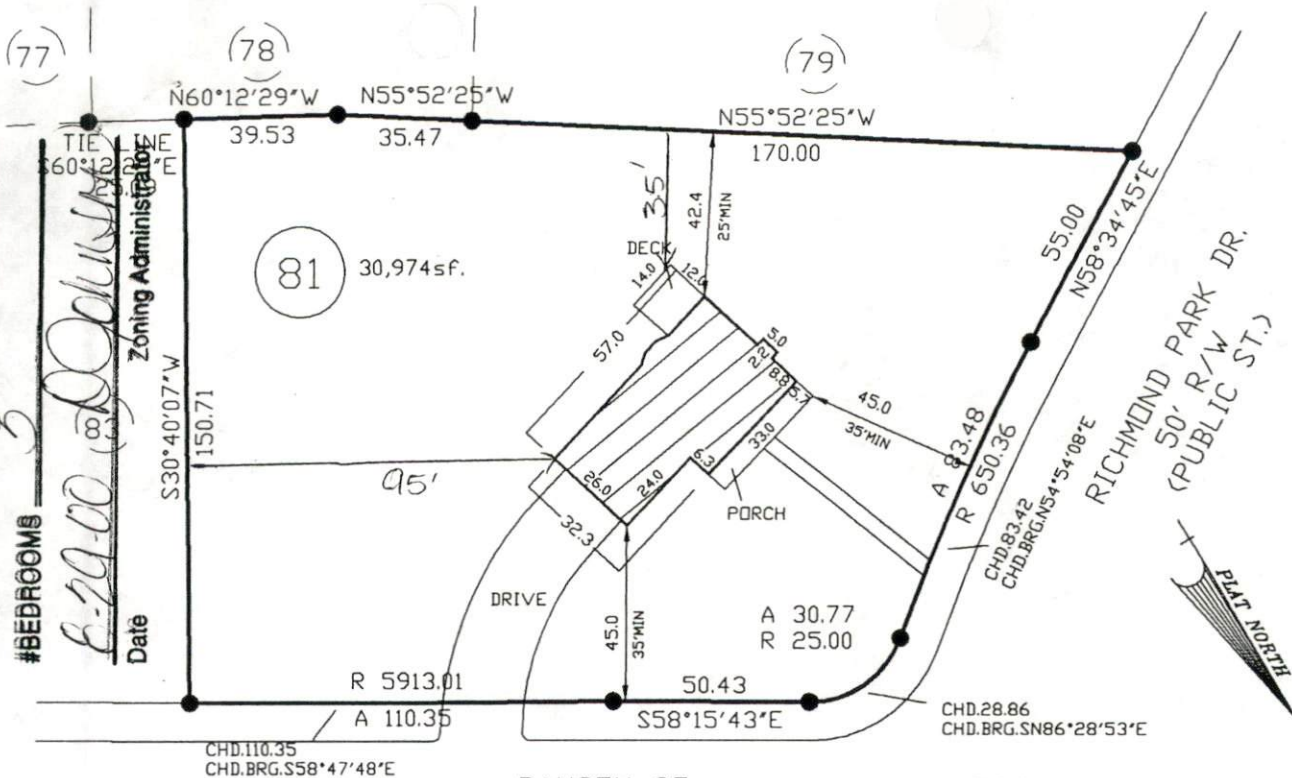 77
78
79
N60°12'29"W
39.53
N55°52'25"W
35.47
N55°52'25"W
170.00
TIE LINE
55.00
N58°34'45"E
RICHMOND PARK DR.
50' R/W
(PUBLIC ST.)
81
30,974sf.
35'
42.4
25'MIN
DECK
14.0
12.0
57.0
5.0
2
2
8.8
5.7
45.0
35'MIN
33.0
6.3
PORCH
26.0
24.0
32.3
95'
S30°40'07"W
150.71
A 83.48
R 650.36
CHD.83.42
CHD.BRG.N54°54'08"E
DRIVE
45.0
35'MIN
A 30.77
R 25.00
PLAT NORTH
R 5913.01
A 110.35
CHD.110.35
CHD.BRG.S58°47'48"E
50.43
S58°15'43"E
CHD.28.86
CHD.BRG.SN86°28'53"E
#BEDROOMS
8-29-00
Date
Zoning Administrator